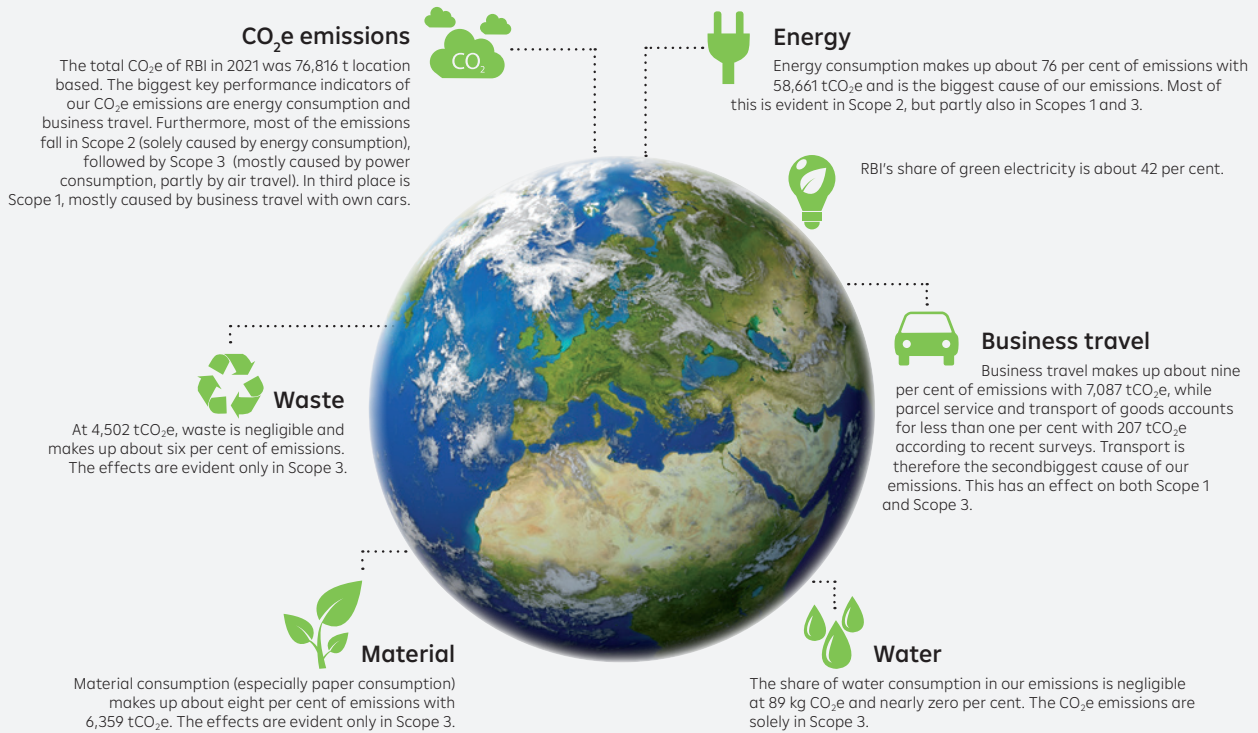 CO₂e emissions
The total CO₂e of RBI in 2021 was 76,816 t location
based. The biggest key performance indicators of
our CO₂e emissions are energy consumption and
business travel. Furthermore, most of the emissions
fall in Scope 2 (solely caused by energy consumption),
followed by Scope 3 (mostly caused by power
consumption, partly by air travel). In third place is
Scope 1, mostly caused by business travel with own cars.
CO₂
Energy
Energy consumption makes up about 76 per cent of emissions with
58,661 tCO₂e and is the biggest cause of our emissions. Most of
this is evident in Scope 2, but partly also in Scopes 1 and 3.
RBI's share of green electricity is about 42 per cent.
Business travel
Business travel makes up about nine
per cent of emissions with 7,087 tCO₂e, while
parcel service and transport of goods accounts
for less than one per cent with 207 tCO₂e
according to recent surveys. Transport is
therefore the secondbiggest cause of our
emissions. This has an effect on both Scope 1
and Scope 3.
Waste
At 4,502 tCO₂e, waste is negligible and
makes up about six per cent of emissions.
The effects are evident only in Scope 3.
Material
Material consumption (especially paper consumption)
makes up about eight per cent of emissions with
6,359 tCO₂e. The effects are evident only in Scope 3.
Water
The share of water consumption in our emissions is negligible
at 89 kg CO₂e and nearly zero per cent. The CO₂e emissions are
solely in Scope 3.